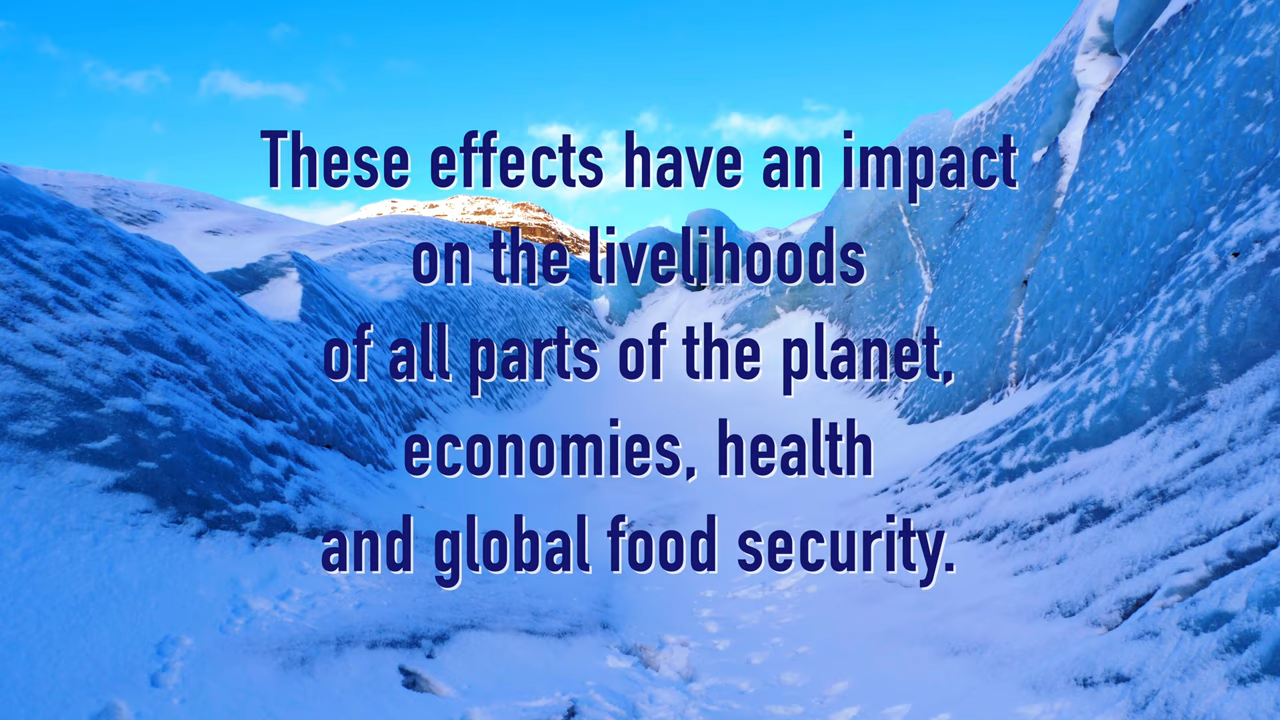 These effects have an impact
on the livelihoods
of all parts of the planet,
economies, health
and global food security.